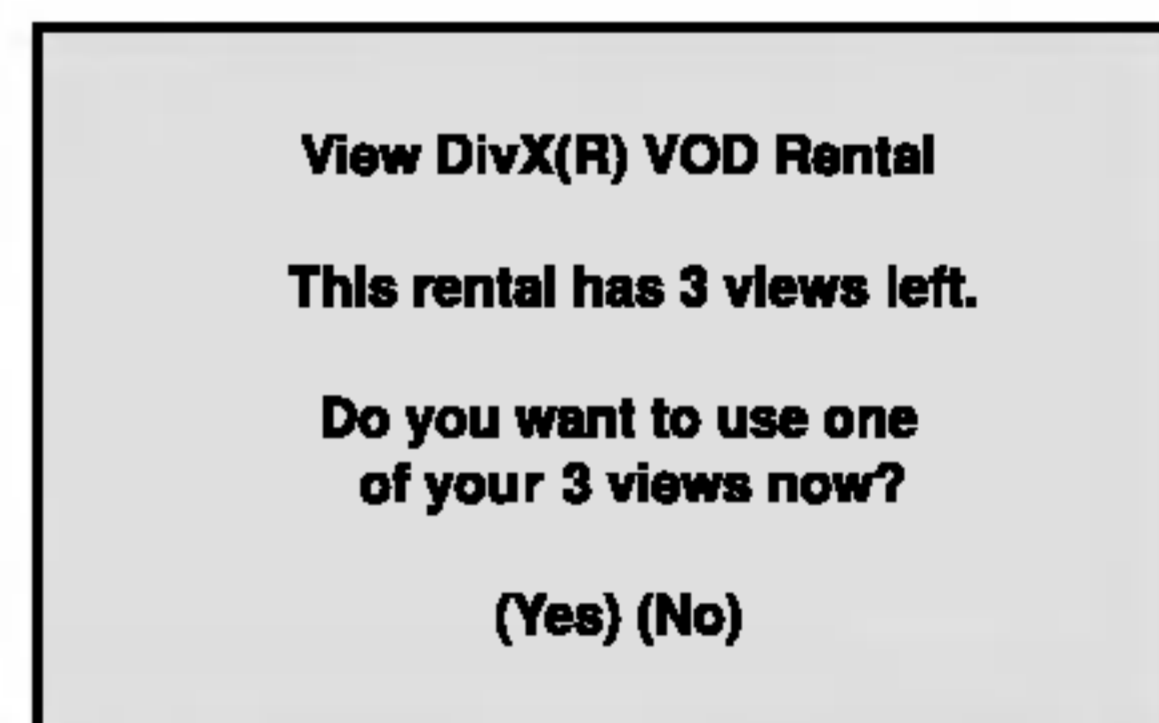 View DivX(R) VOD Rental
This rental has 3 views left.
Do you want to use one
of your 3 views now?
(Yes) (No)